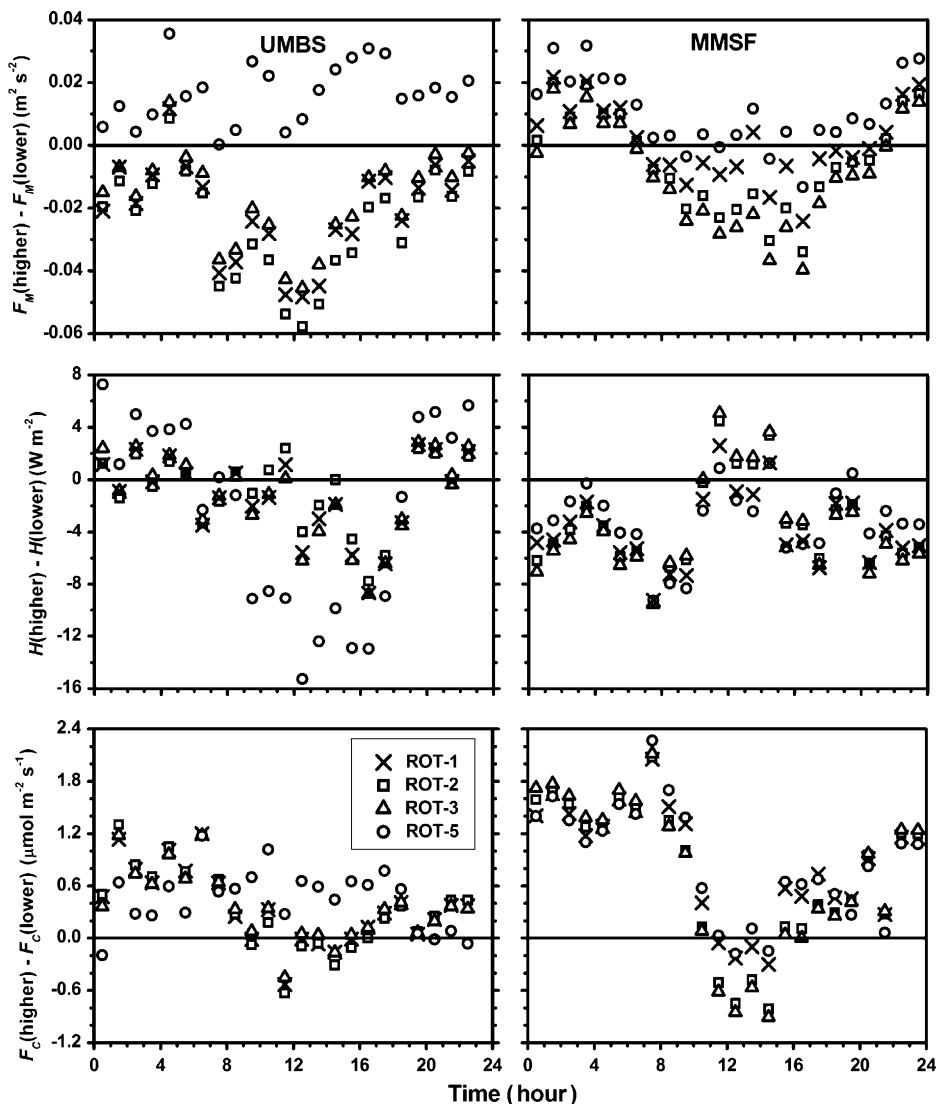 UMBS
MMSF
F_M(higher) - F_M(lower) (m² s⁻²)
0.04
0.02
0.00
-0.02
-0.04
-0.06
H(higher) - H(lower) (W m⁻²)
8
4
0
-4
-8
-12
-16
F_C(higher) - F_C(lower) (μmol m⁻² s⁻¹)
2.4
1.8
1.2
0.6
0.0
-0.6
-1.2
ROT-1
ROT-2
ROT-3
ROT-5
0 4 8 12 16 20 24
0 4 8 12 16 20 24
Time (hour)